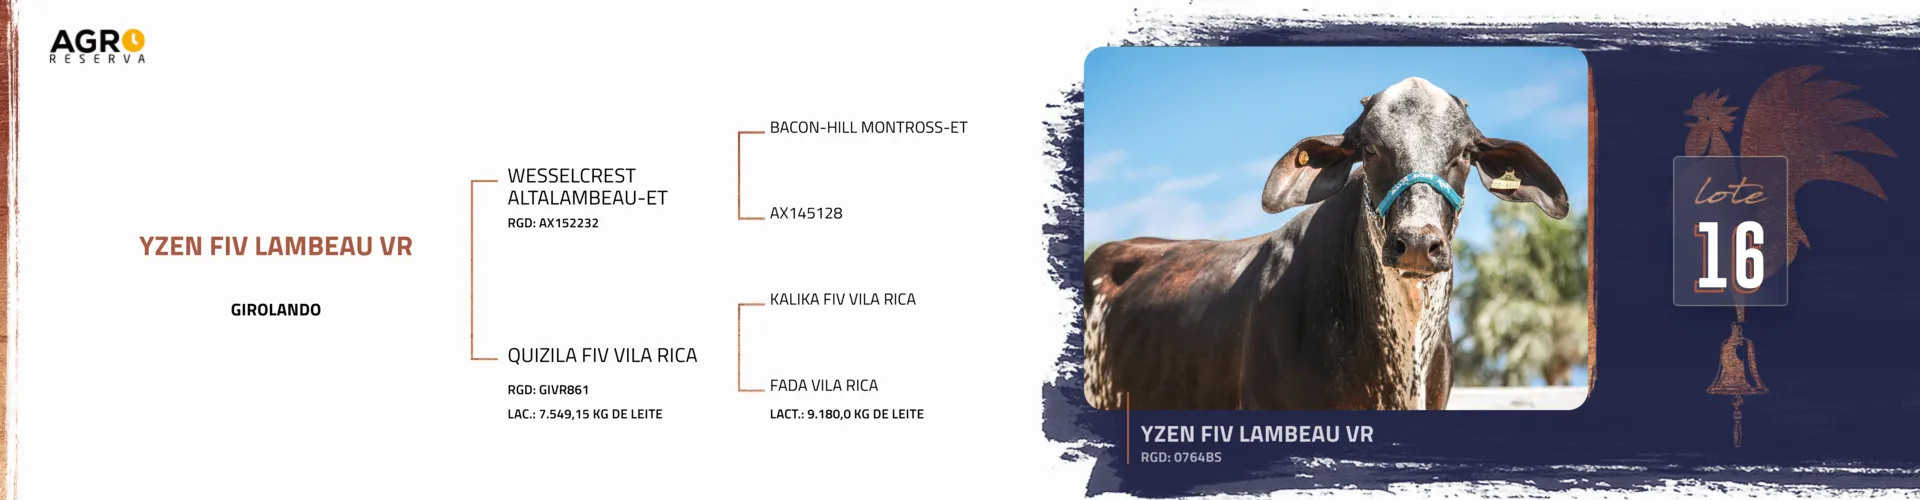 AGRO
RESERVA
YZEN FIV LAMBEAU VR
GIROLANDO
WESSELCREST
ALTALAMBEAU-ET
RGD: AX152232
QUIZILA FIV VILA RICA
RGD: GIVR861
LAC.: 7.549,15 KG DE LEITE
BACON-HILL MONTROSS-ET
AX145128
KALIKA FIV VILA RICA
FADA VILA RICA
LACT.: 9.180,0 KG DE LEITE
lote
16
YZEN FIV LAMBEAU VR
RGD: 0764BS